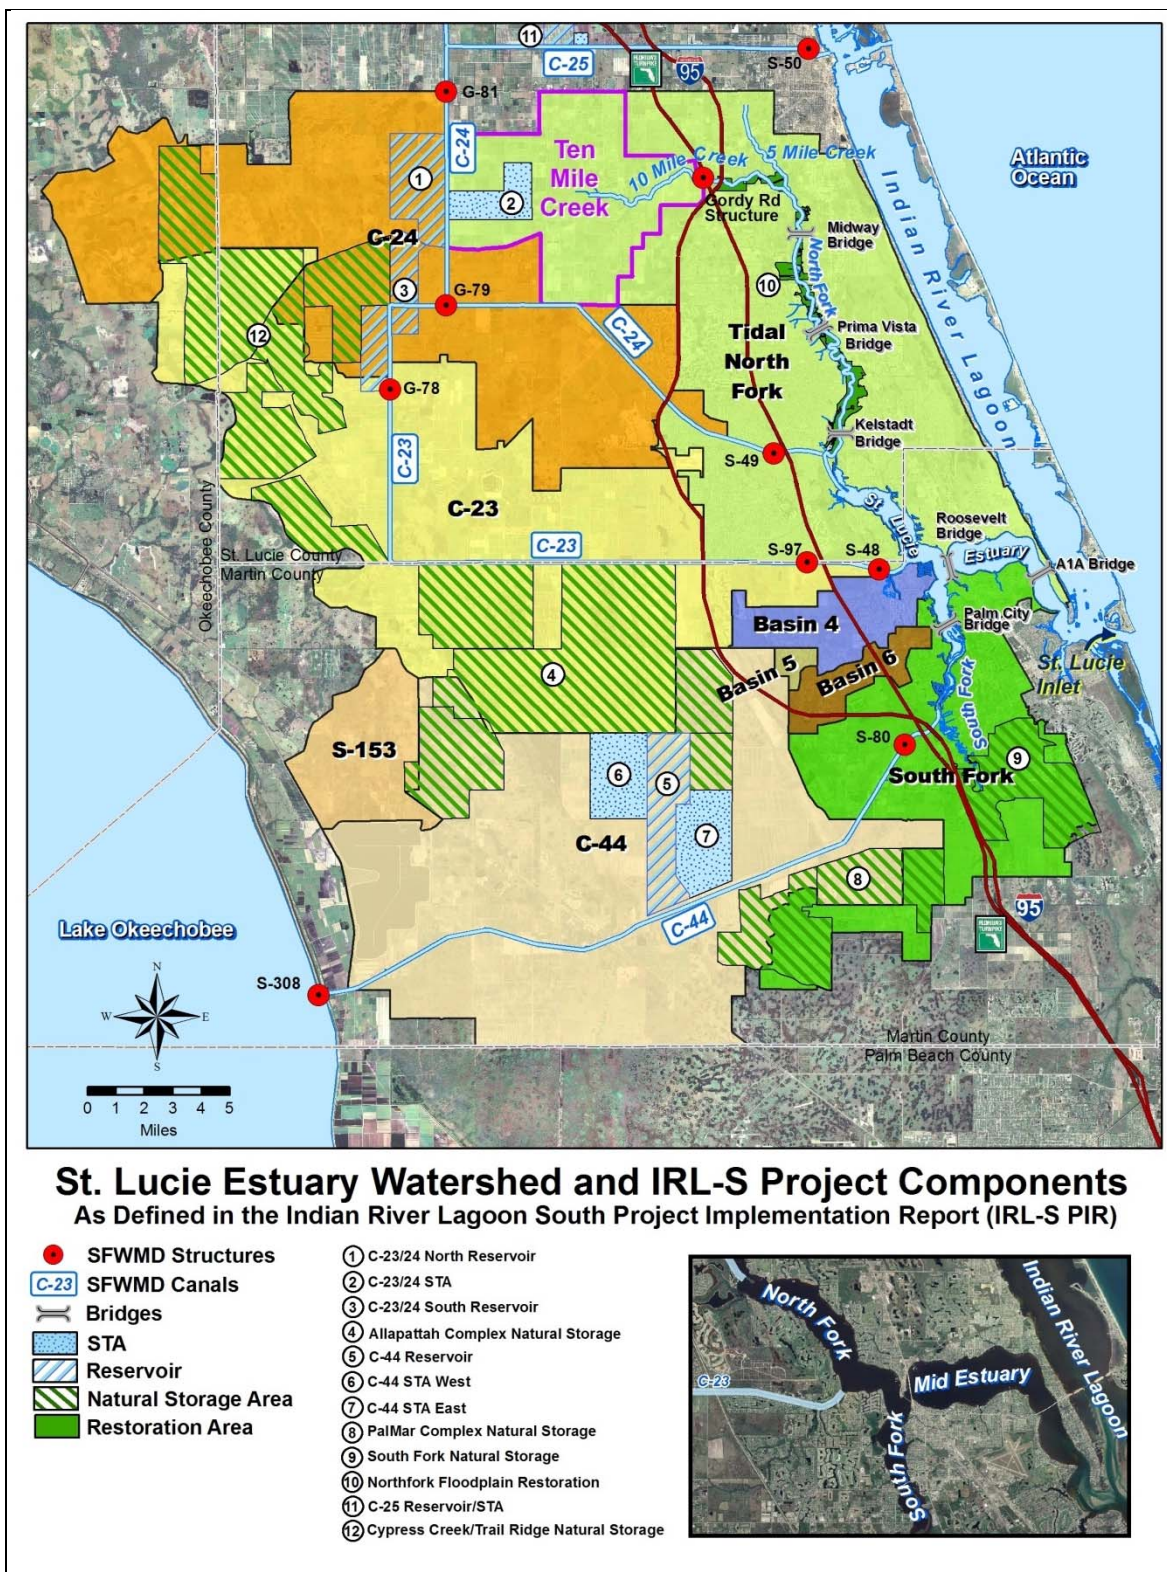 11
C-25
S-50
FLORIDA'S
TURNPIKE
95
G-81
C-24
Ten
Mile
Creek
10 Mile Creek
5 Mile Creek
Atlantic
Ocean
Indian River Lagoon
1
2
Gordy Rd
Structure
Midway
Bridge
North Fork
C-24
3
G-79
10
12
C-24
Tidal
North
Fork
Prima Vista
Bridge
G-78
Kelstadt
Bridge
C-23
S-49
C-23
St. Lucie
Estuary
Roosevelt
Bridge
Okeechobee County
St. Lucie County
Martin County
C-23
S-97
S-48
A1A Bridge
Basin 4
Palm City
Bridge
St. Lucie
Inlet
4
Basin 5
Basin 6
South Fork
S-153
S-80
South Fork
9
6
5
7
C-44
8
C-44
95
FLORIDA'S
TURNPIKE
Lake Okeechobee
S-308
N
W
E
S
Martin County
Palm Beach County
0 1 2 3 4 5
Miles
St. Lucie Estuary Watershed and IRL-S Project Components
As Defined in the Indian River Lagoon South Project Implementation Report (IRL-S PIR)
SFWMD Structures
C-23 SFWMD Canals
Bridges
STA
Reservoir
Natural Storage Area
Restoration Area
1 C-23/24 North Reservoir
2 C-23/24 STA
3 C-23/24 South Reservoir
4 Allapattah Complex Natural Storage
5 C-44 Reservoir
6 C-44 STA West
7 C-44 STA East
8 PalMar Complex Natural Storage
9 South Fork Natural Storage
10 Northfork Floodplain Restoration
11 C-25 Reservoir/STA
12 Cypress Creek/Trail Ridge Natural Storage
North Fork
Indian River Lagoon
C-23
Mid Estuary
South Fork